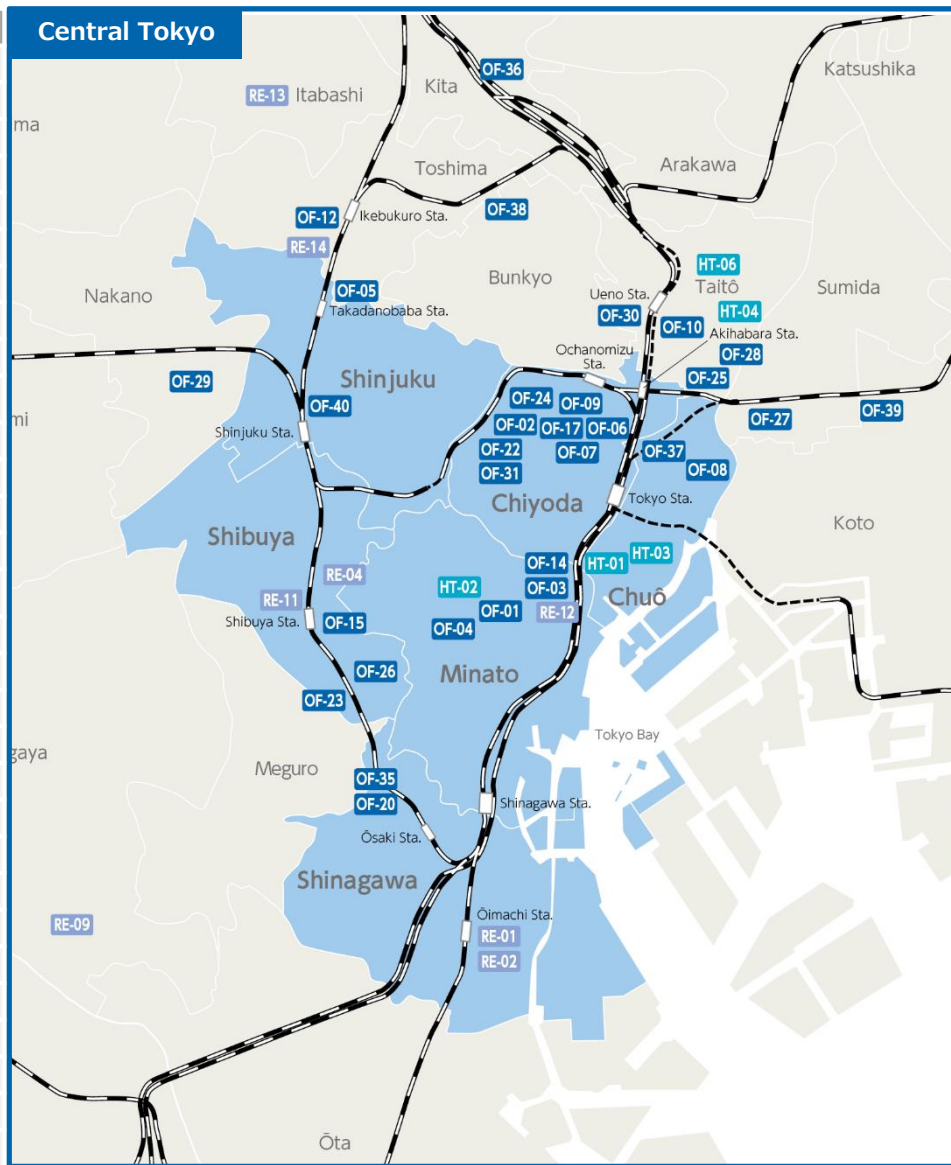 Central Tokyo
OF-36
Katsushika
Kita
RE-13
Itabashi
ma
Toshima
Arakawa
OF-12
Ikebukuro Sta.
OF-38
RE-14
HT-06
Bunkyo
Taitô
Sumida
Nakano
OF-05
Ueno Sta.
Takadanobaba Sta.
OF-30
HT-04
OF-10
Akihabara Sta.
Ochanomizu
Sta.
OF-28
Shinjuku
OF-29
OF-25
OF-40
OF-24
OF-09
OF-27
OF-39
mi
Shinjuku Sta.
OF-02
OF-17
OF-06
OF-22
OF-07
OF-37
OF-31
OF-08
Chiyoda
Tokyo Sta.
Koto
Shibuya
OF-14
HT-01
HT-03
RE-04
HT-02
OF-03
Chuô
RE-11
OF-01
RE-12
Shibuya Sta.
OF-15
OF-04
OF-26
Minato
OF-23
Tokyo Bay
gaya
Meguro
OF-35
OF-20
Shinagawa Sta.
Ōsaki Sta.
Shinagawa
Ōimachi Sta.
RE-09
RE-01
RE-02
Ōta